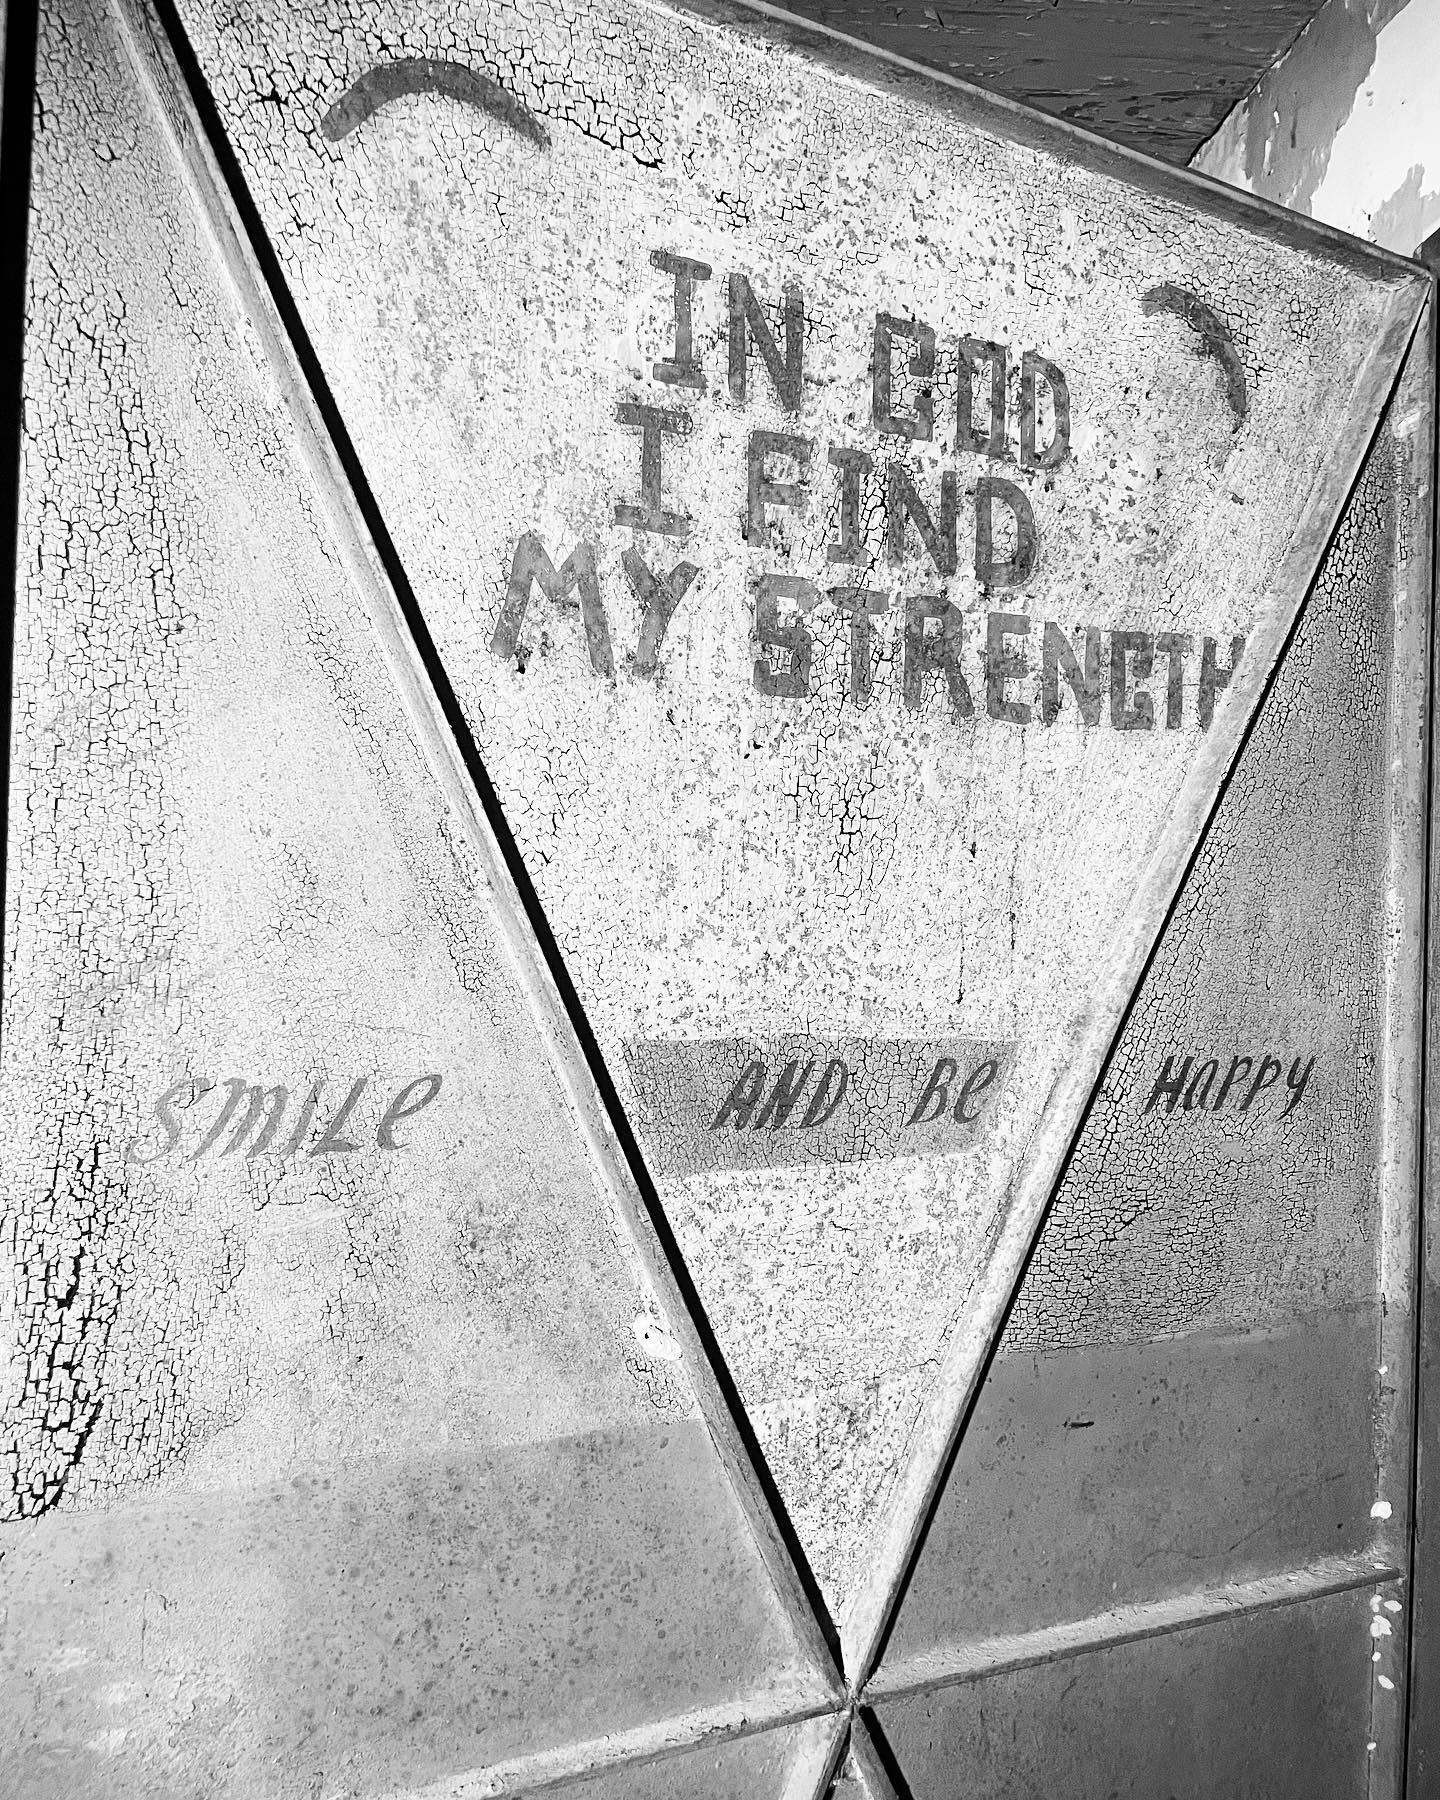 IN GOD
I FIND
MY STRENGTH
SMILe AND Be HAPPy